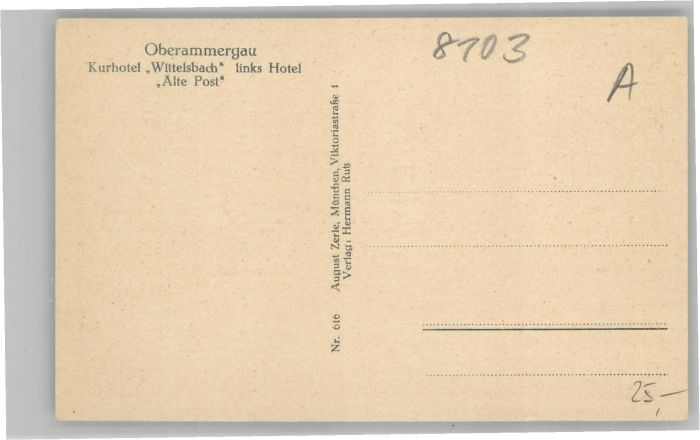 Oberammergau
Kurhotel „Wittelsbach“ links Hotel
„Alte Post“
Nr. 616 August Zerle, München, Viktoriastraße 1
Verlag: Hermann Rutz
8103
A
25,—